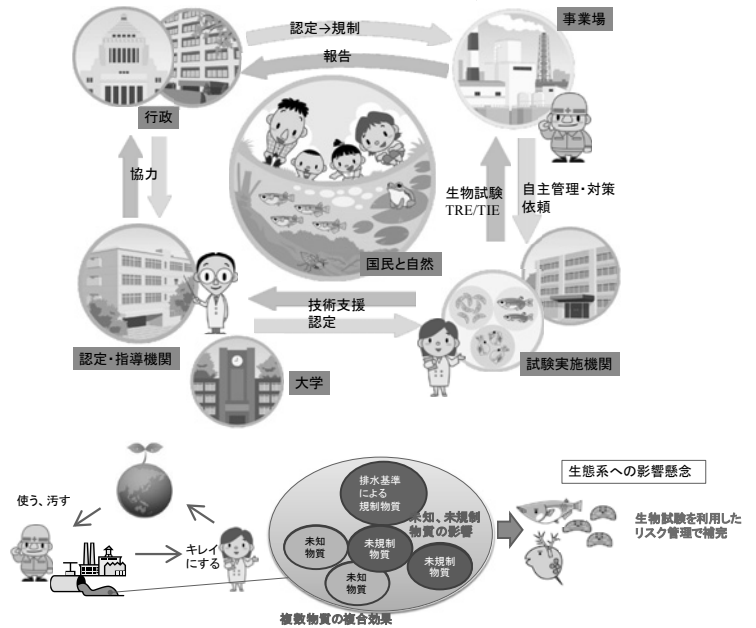 認定→規制
事業場
報告
行政
協力
生物試験
TRE/TIE
自主管理・対策
依頼
国民と自然
技術支援
認定
認定・指導機関
大学
試験実施機関
使う、汚す
キレイ
にする
排水基準
による
規制物質
未知、未規制
物質の影響
未知
物質
未規制
物質
未知
物質
未規制
物質
複数物質の複合効果
生態系への影響懸念
生物試験を利用した
リスク管理で補完